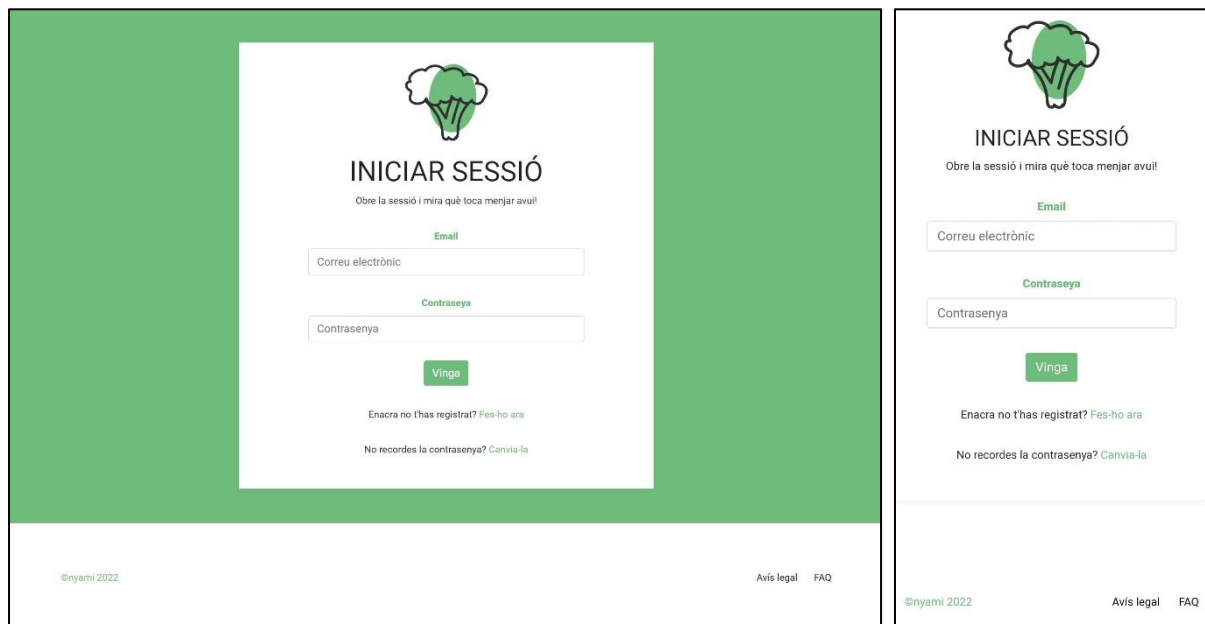 INICIAR SESSIÓ
Obre la sessió i mira què toca menjar avui!
Email
Correu electrònic
Contraseya
Contrasenya
Vinga
Enacra no t'has registrat? Fes-ho ara
No recordes la contrasenya? Canvia-la
©nyami 2022
Avís legal FAQ
INICIAR SESSIÓ
Obre la sessió i mira què toca menjar avui!
Email
Correu electrònic
Contraseya
Contrasenya
Vinga
Enacra no t'has registrat? Fes-ho ara
No recordes la contrasenya? Canvia-la
©nyami 2022
Avís legal FAQ